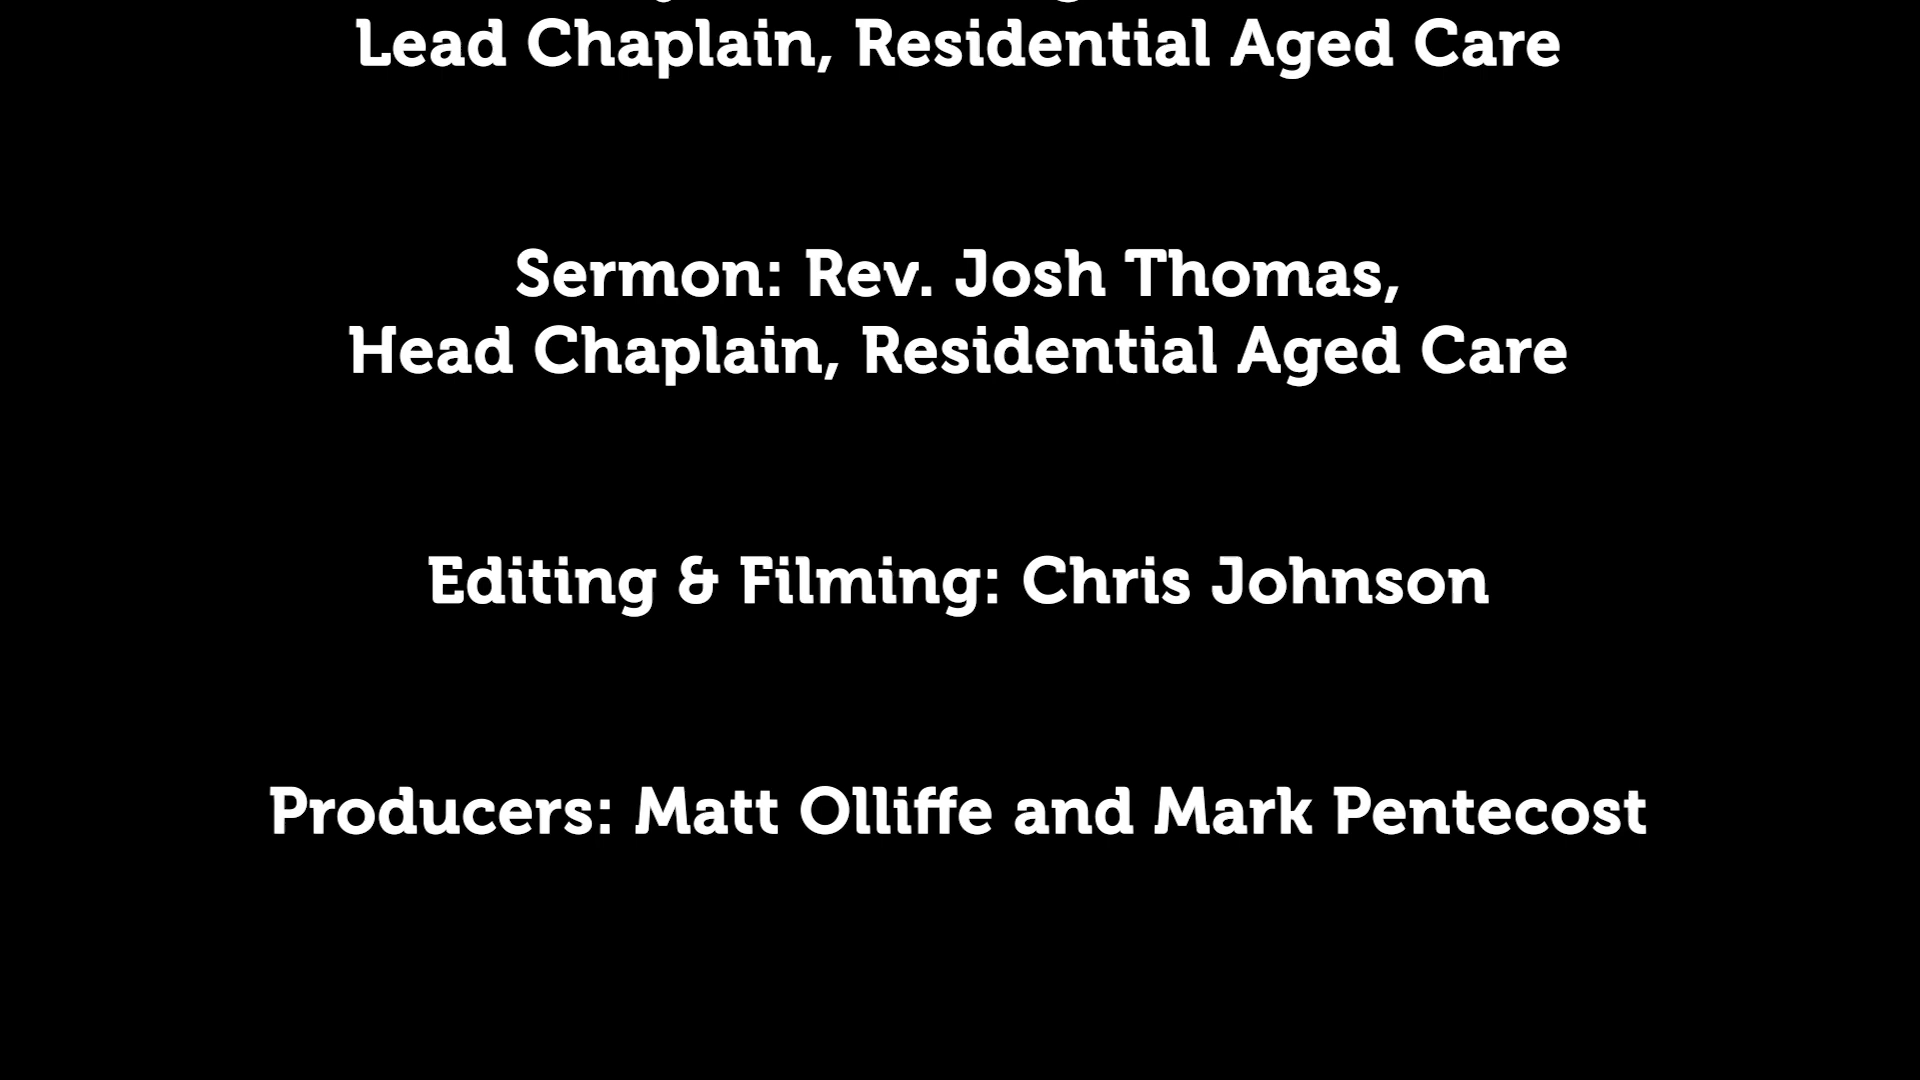 Lead Chaplain, Residential Aged Care
Sermon: Rev. Josh Thomas,
Head Chaplain, Residential Aged Care
Editing & Filming: Chris Johnson
Producers: Matt Olliffe and Mark Pentecost